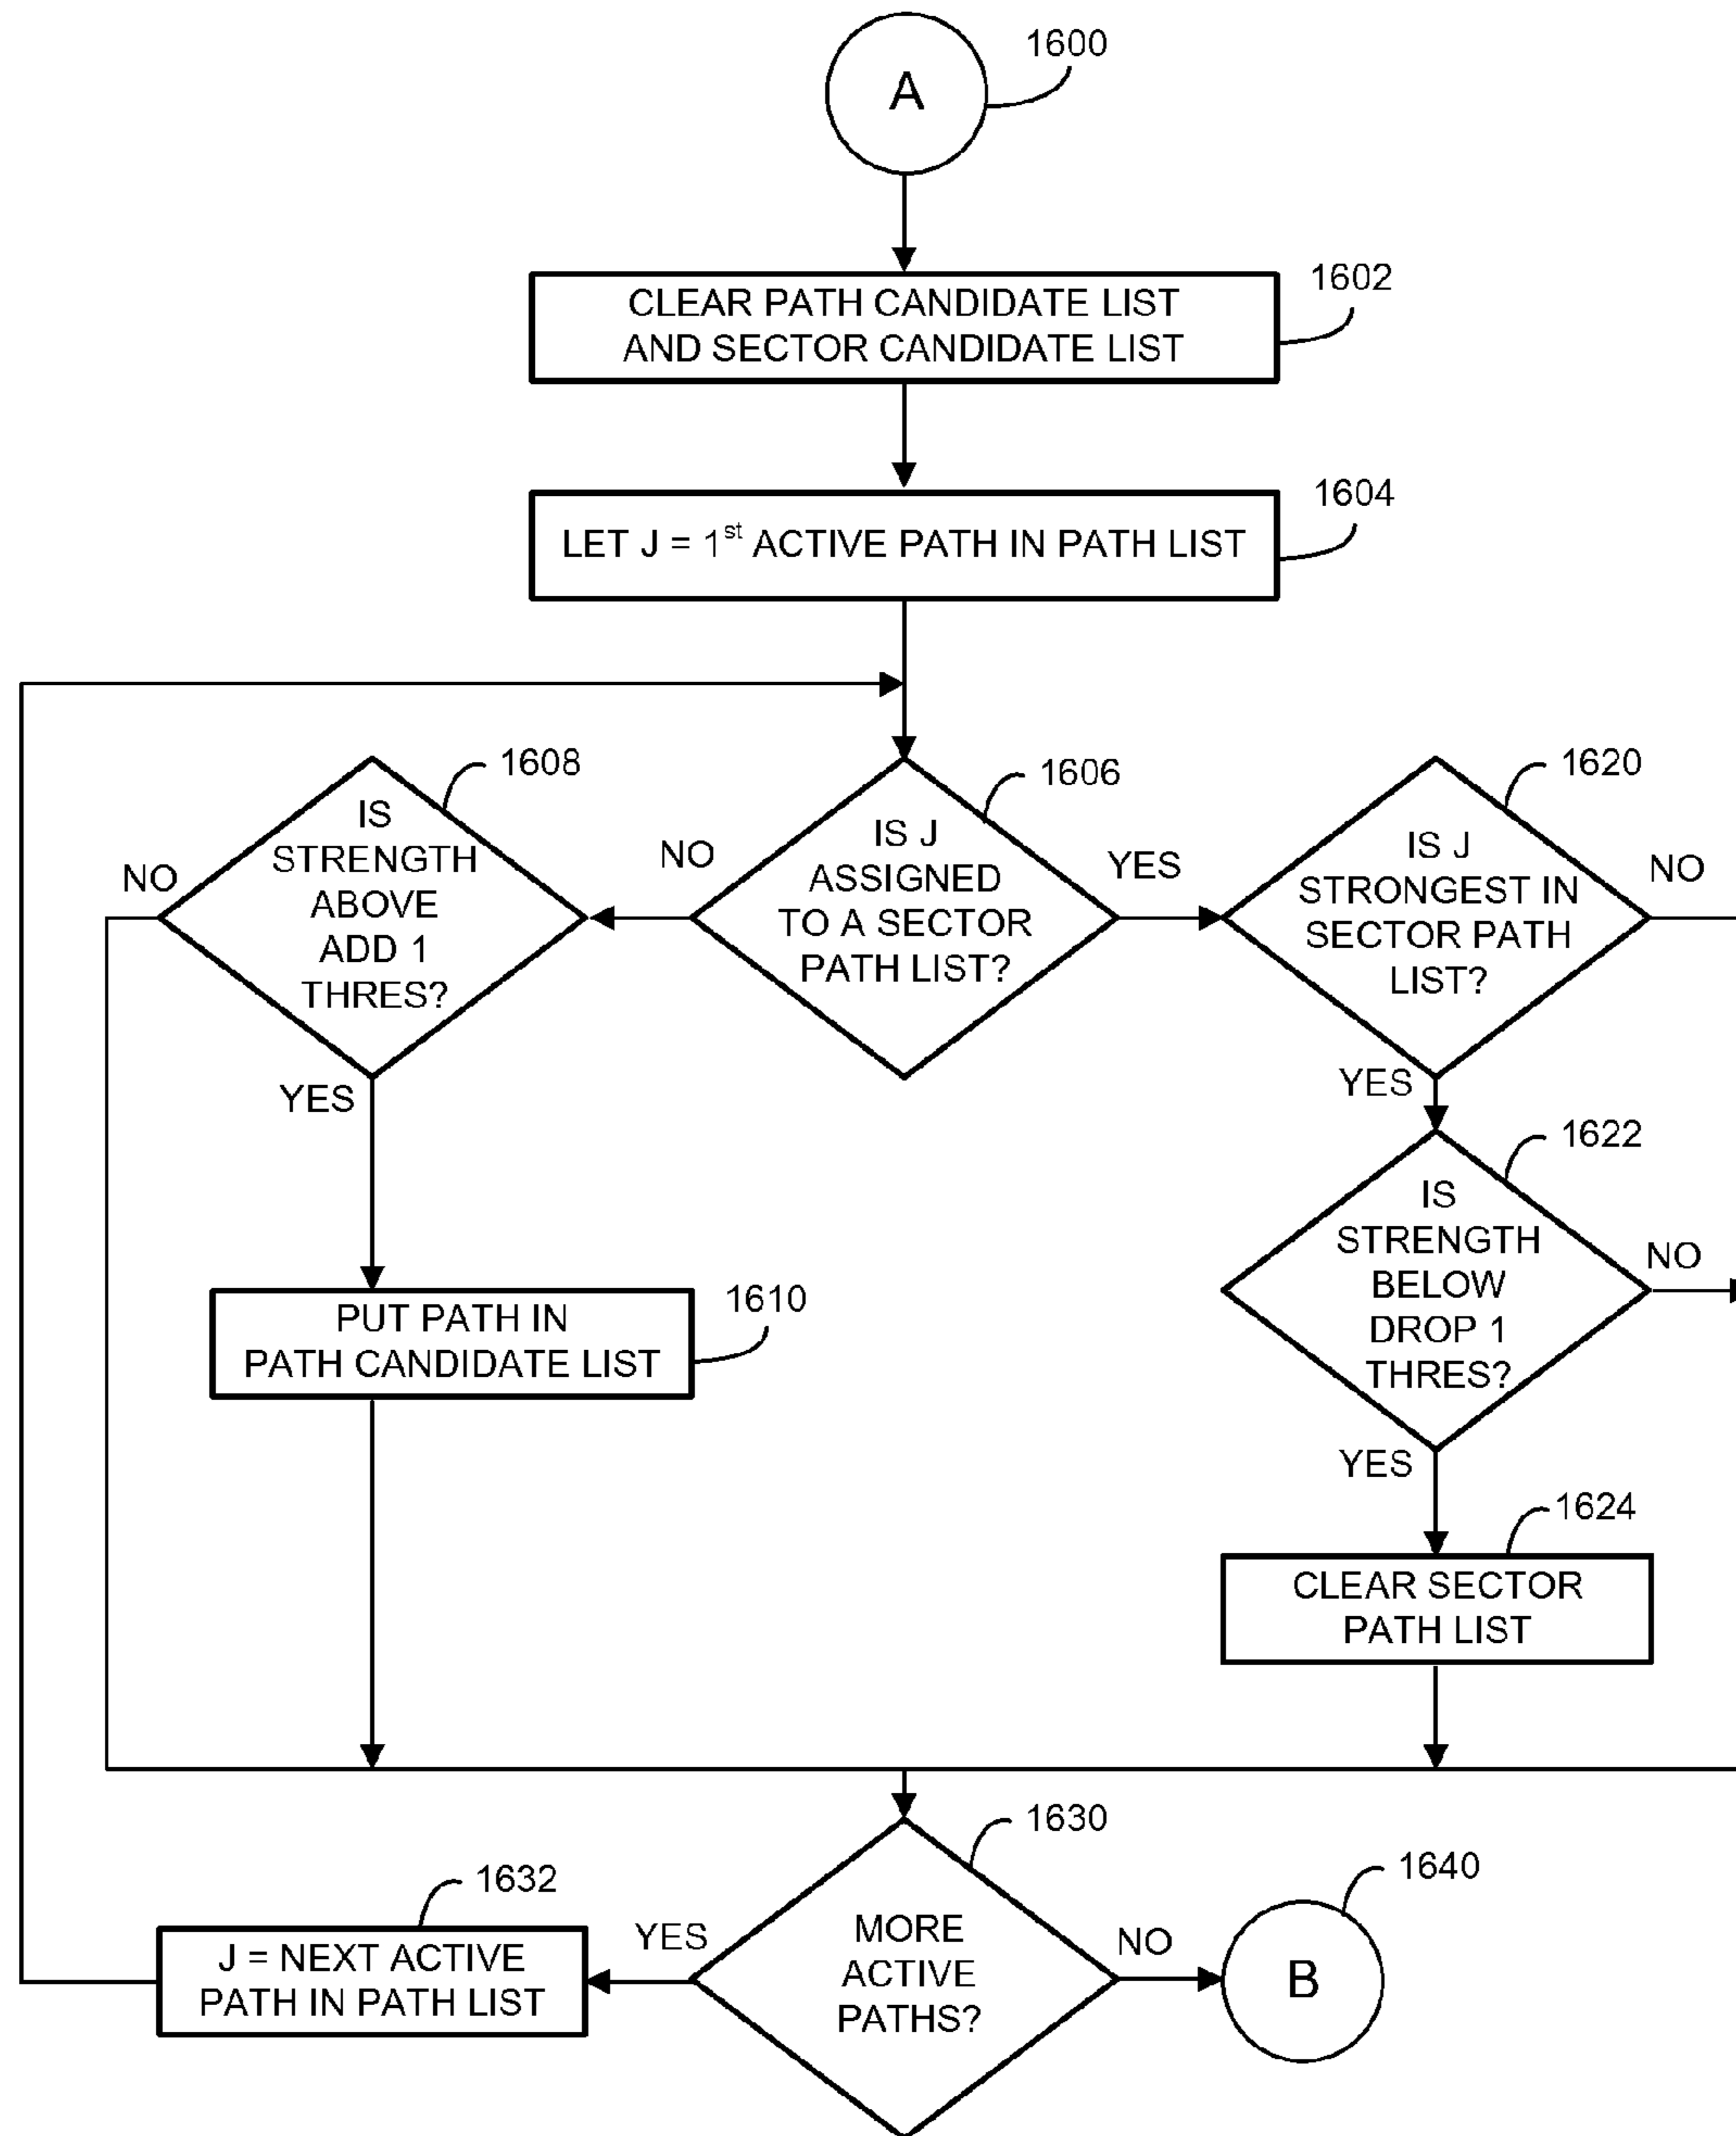 A
1600
CLEAR PATH CANDIDATE LIST
AND SECTOR CANDIDATE LIST
1602
LET J = 1st ACTIVE PATH IN PATH LIST
1604
IS
STRENGTH
ABOVE
ADD 1
THRES?
1608
NO
YES
IS J
ASSIGNED
TO A SECTOR
PATH LIST?
1606
NO
YES
IS J
STRONGEST IN
SECTOR PATH
LIST?
1620
NO
YES
IS
STRENGTH
BELOW
DROP 1
THRES?
1622
NO
YES
PUT PATH IN
PATH CANDIDATE LIST
1610
CLEAR SECTOR
PATH LIST
1624
MORE
ACTIVE
PATHS?
1630
YES
NO
J = NEXT ACTIVE
PATH IN PATH LIST
1632
B
1640